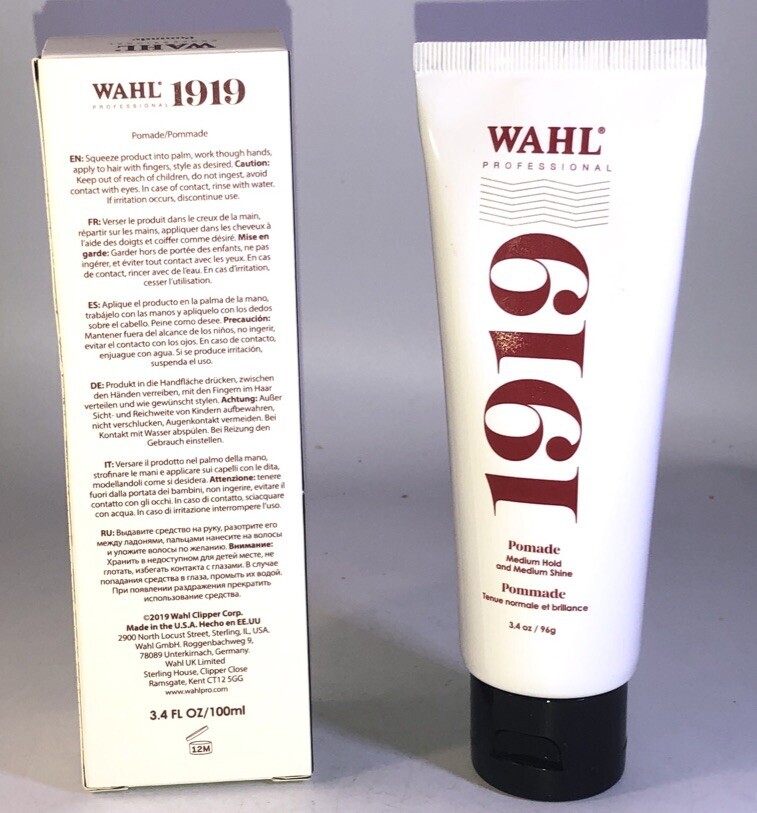 WAHL
Pomade
WAHL® 1919
PROFESSIONAL
Pomade/Pommade
EN: Squeeze product into palm, work though hands,
apply to hair with fingers, style as desired. Caution:
Keep out of reach of children, do not ingest, avoid
contact with eyes. In case of contact, rinse with water.
If irritation occurs, discontinue use.
FR: Verser le produit dans le creux de la main,
répartir sur les mains, appliquer dans les cheveux à
l'aide des doigts et coiffer comme désiré. Mise en
garde: Garder hors de portée des enfants, ne pas
ingérer, et éviter tout contact avec les yeux. En cas
de contact, rincer avec de l'eau. En cas d'irritation,
cesser l'utilisation.
ES: Aplique el producto en la palma de la mano,
trabájelo con las manos y aplíquelo con los dedos
sobre el cabello. Peine como desee. Precaución:
Mantener fuera del alcance de los niños, no ingerir,
evitar el contacto con los ojos. En caso de contacto,
enjuague con agua. Si se produce irritación,
suspenda el uso.
DE: Produkt in die Handfläche drücken, zwischen
den Händen verreiben, mit den Fingern im Haar
verteilen und wie gewünscht stylen. Achtung: Außer
Sicht- und Reichweite von Kindern aufbewahren,
nicht verschlucken, Augenkontakt vermeiden. Bei
Kontakt mit Wasser abspülen. Bei Reizung den
Gebrauch einstellen.
IT: Versare il prodotto nel palmo della mano,
strofinare le mani e applicare sui capelli con le dita,
modellandoli come si desidera. Attenzione: tenere
fuori dalla portata dei bambini, non ingerire, evitare il
contatto con gli occhi. In caso di contatto, sciacquare
con acqua. In caso di irritazione interrompere l'uso.
RU: Выдавите средство на руку, разотрите его
между ладонями, пальцами нанесите на волосы
и уложите волосы по желанию. Внимание:
Хранить в недоступном для детей месте, не
глотать, избегать контакта с глазами. В случае
попадания средства в глаза, промыть их водой.
При появлении раздражения прекратить
использование средства.
©2019 Wahl Clipper Corp.
Made in the U.S.A. Hecho en EE.UU
2900 North Locust Street, Sterling, IL, USA.
Wahl GmbH. Roggenbachweg 9,
78089 Unterkirnach, Germany.
Wahl UK Limited
Sterling House, Clipper Close
Ramsgate, Kent CT12 5GG
www.wahlpro.com
3.4 FL OZ/100ml
12M
WAHL®
PROFESSIONAL
1919
Pomade
Medium Hold
and Medium Shine
Pommade
Tenue normale et brillance
3.4 oz / 96g